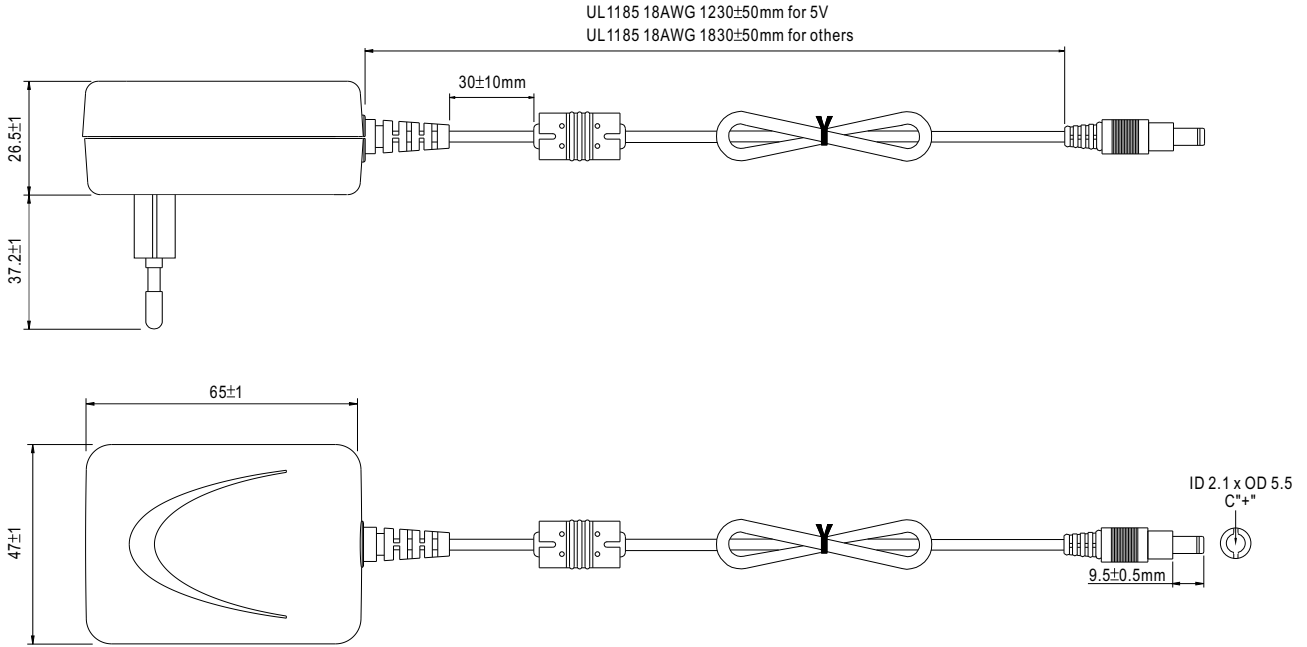 UL1185 18AWG 1230±50mm for 5V
UL1185 18AWG 1830±50mm for others
30±10mm
26.5±1
37.2±1
65±1
47±1
ID 2.1 x OD 5.5
C"+"
9.5±0.5mm